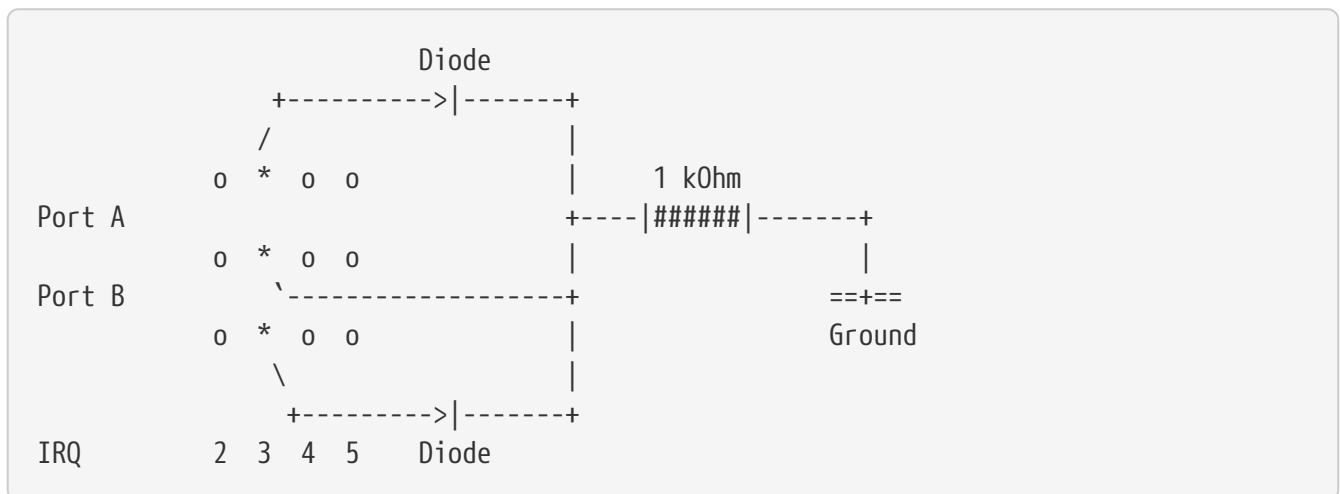 Diode
                +---------->|-------+
               /                    |
            o  *  o  o              |     1 kOhm
Port A                              +----|######|-------+
            o  *  o  o              |                   |
Port B          `-------------------+                 ==+==
            o  *  o  o              |                 Ground
                \                   |
                 +--------->|-------+
IRQ         2  3  4  5   Diode